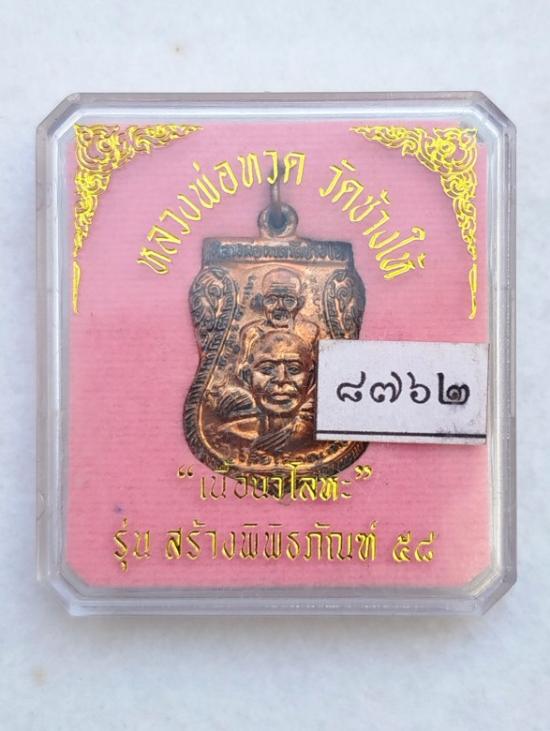 หลวงพ่อทวด วัดช้างให้
๘๗๖๒
“เนื้อนวโลหะ”
รุ่น สร้างพิพิธภัณฑ์ ๕๘